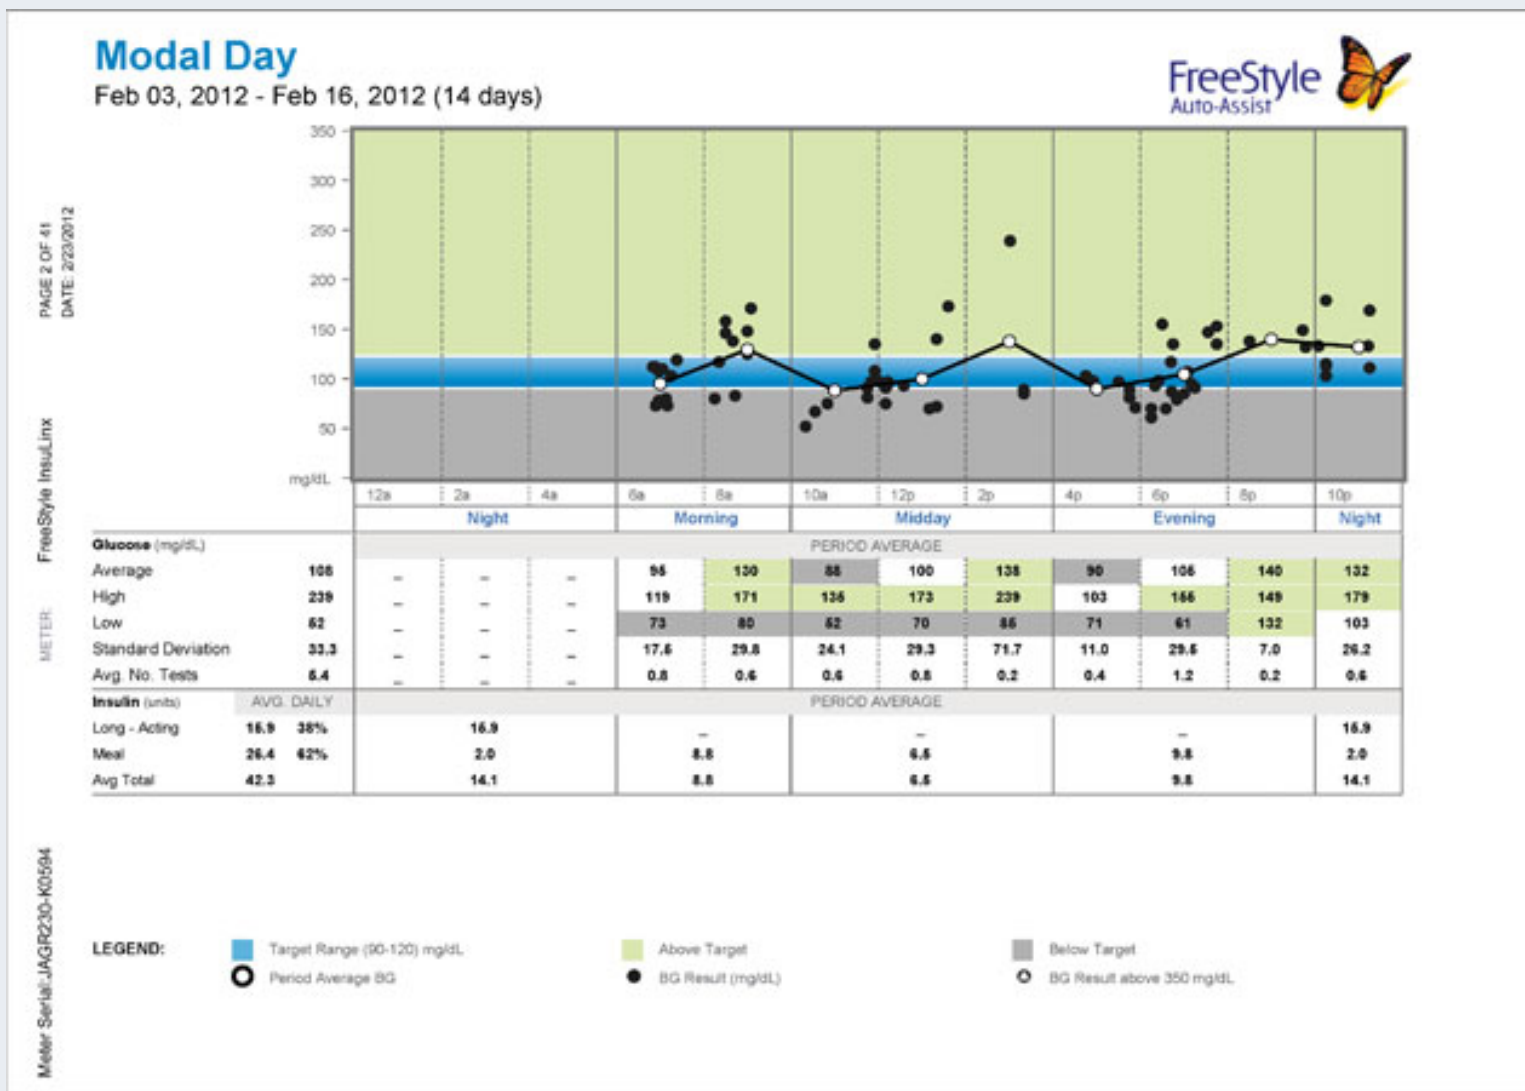 Modal Day
Feb 03, 2012 - Feb 16, 2012 (14 days)
FreeStyle
Auto-Assist
PAGE 2 OF 41
DATE: 2/23/2012
FreeStyle InsuLinx
METER:
Meter Serial:JAGR230-K0594
350
300
250
200
150
100
50
mg/dL
12a 2a 4a 6a 8a 10a 12p 2p 4p 6p 8p 10p
Night Morning Midday Evening Night
Glucose (mg/dL) PERIOD AVERAGE
Average 108 _ _ _ 95 130 88 100 138 90 105 140 132
High 239 _ _ _ 119 171 135 173 239 103 155 149 179
Low 52 _ _ _ 73 80 52 70 85 71 61 132 103
Standard Deviation 33.3 _ _ _ 17.5 29.8 24.1 29.3 71.7 11.0 29.5 7.0 26.2
Avg. No. Tests 5.4 _ _ _ 0.8 0.6 0.6 0.8 0.2 0.4 1.2 0.2 0.6
Insulin (units) AVG. DAILY PERIOD AVERAGE
Long - Acting 15.9 38% 15.9 _ _ _ 15.9
Meal 26.4 62% 2.0 8.8 6.5 9.8 2.0
Avg Total 42.3 14.1 8.8 6.5 9.8 14.1
LEGEND: Target Range (90-120) mg/dL Above Target Below Target
Period Average BG BG Result (mg/dL) BG Result above 350 mg/dL